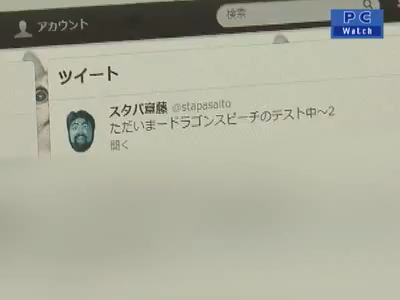 アカウント
検索
PC
Watch
ツイート
スタパ齋藤 @stapasaito
ただいまードラゴンスピーチのテスト中〜2
開く